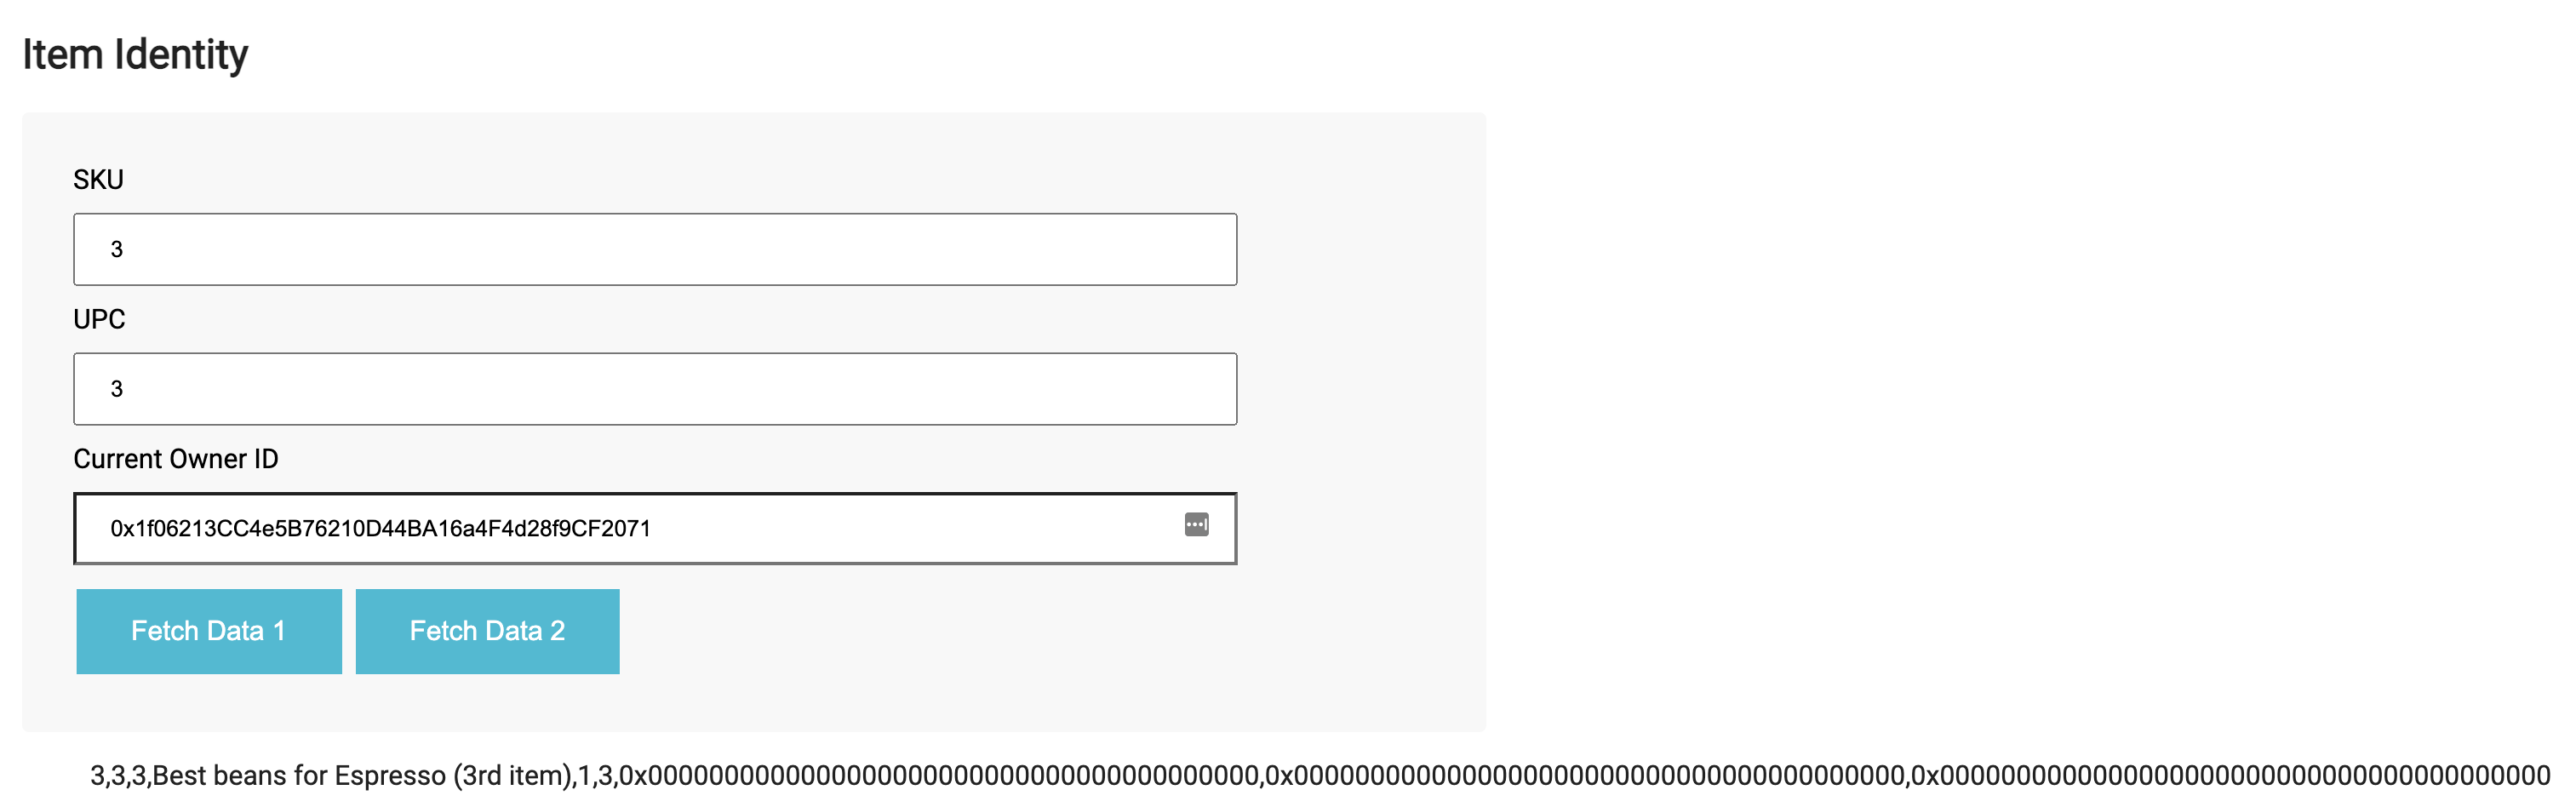 Item Identity
SKU
3
UPC
3
Current Owner ID
0x1f06213CC4e5B76210D44BA16a4F4d28f9CF2071
Fetch Data 1 Fetch Data 2
3,3,3,Best beans for Espresso (3rd item),1,3,0x0000000000000000000000000000000000000000,0x0000000000000000000000000000000000000000,0x0000000000000000000000000000000000000000